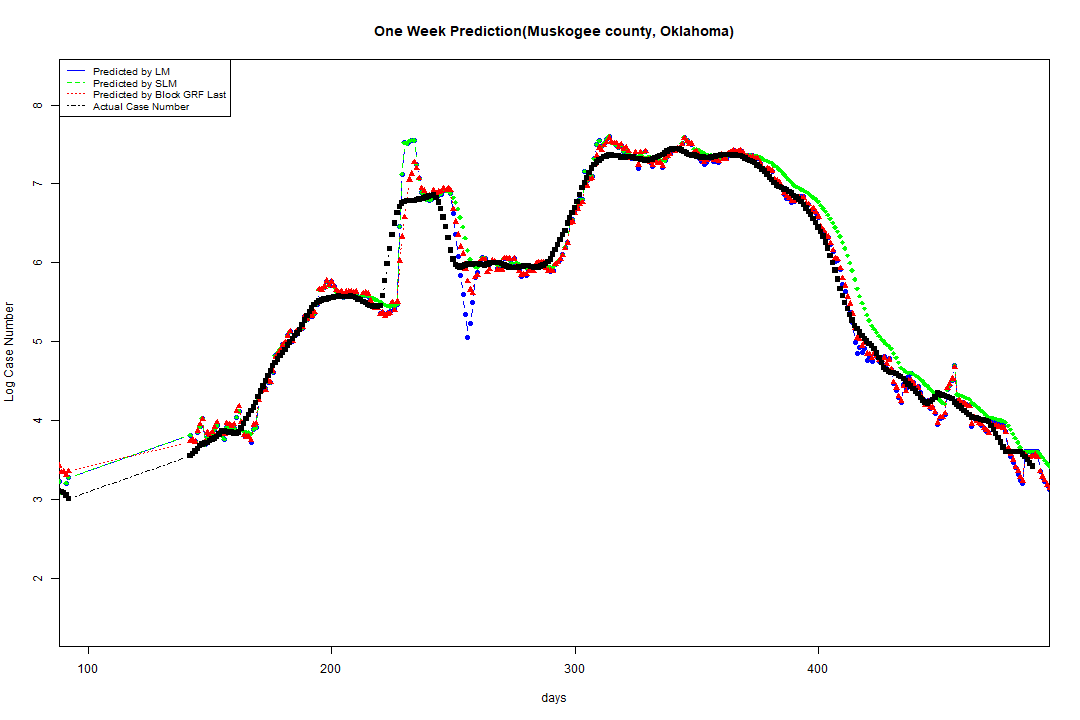 One Week Prediction(Muskogee county, Oklahoma)
Predicted by LM
Predicted by SLM
Predicted by Block GRF Last
Actual Case Number
8
7
6
5
4
3
2
Log Case Number
100 200 300 400
days